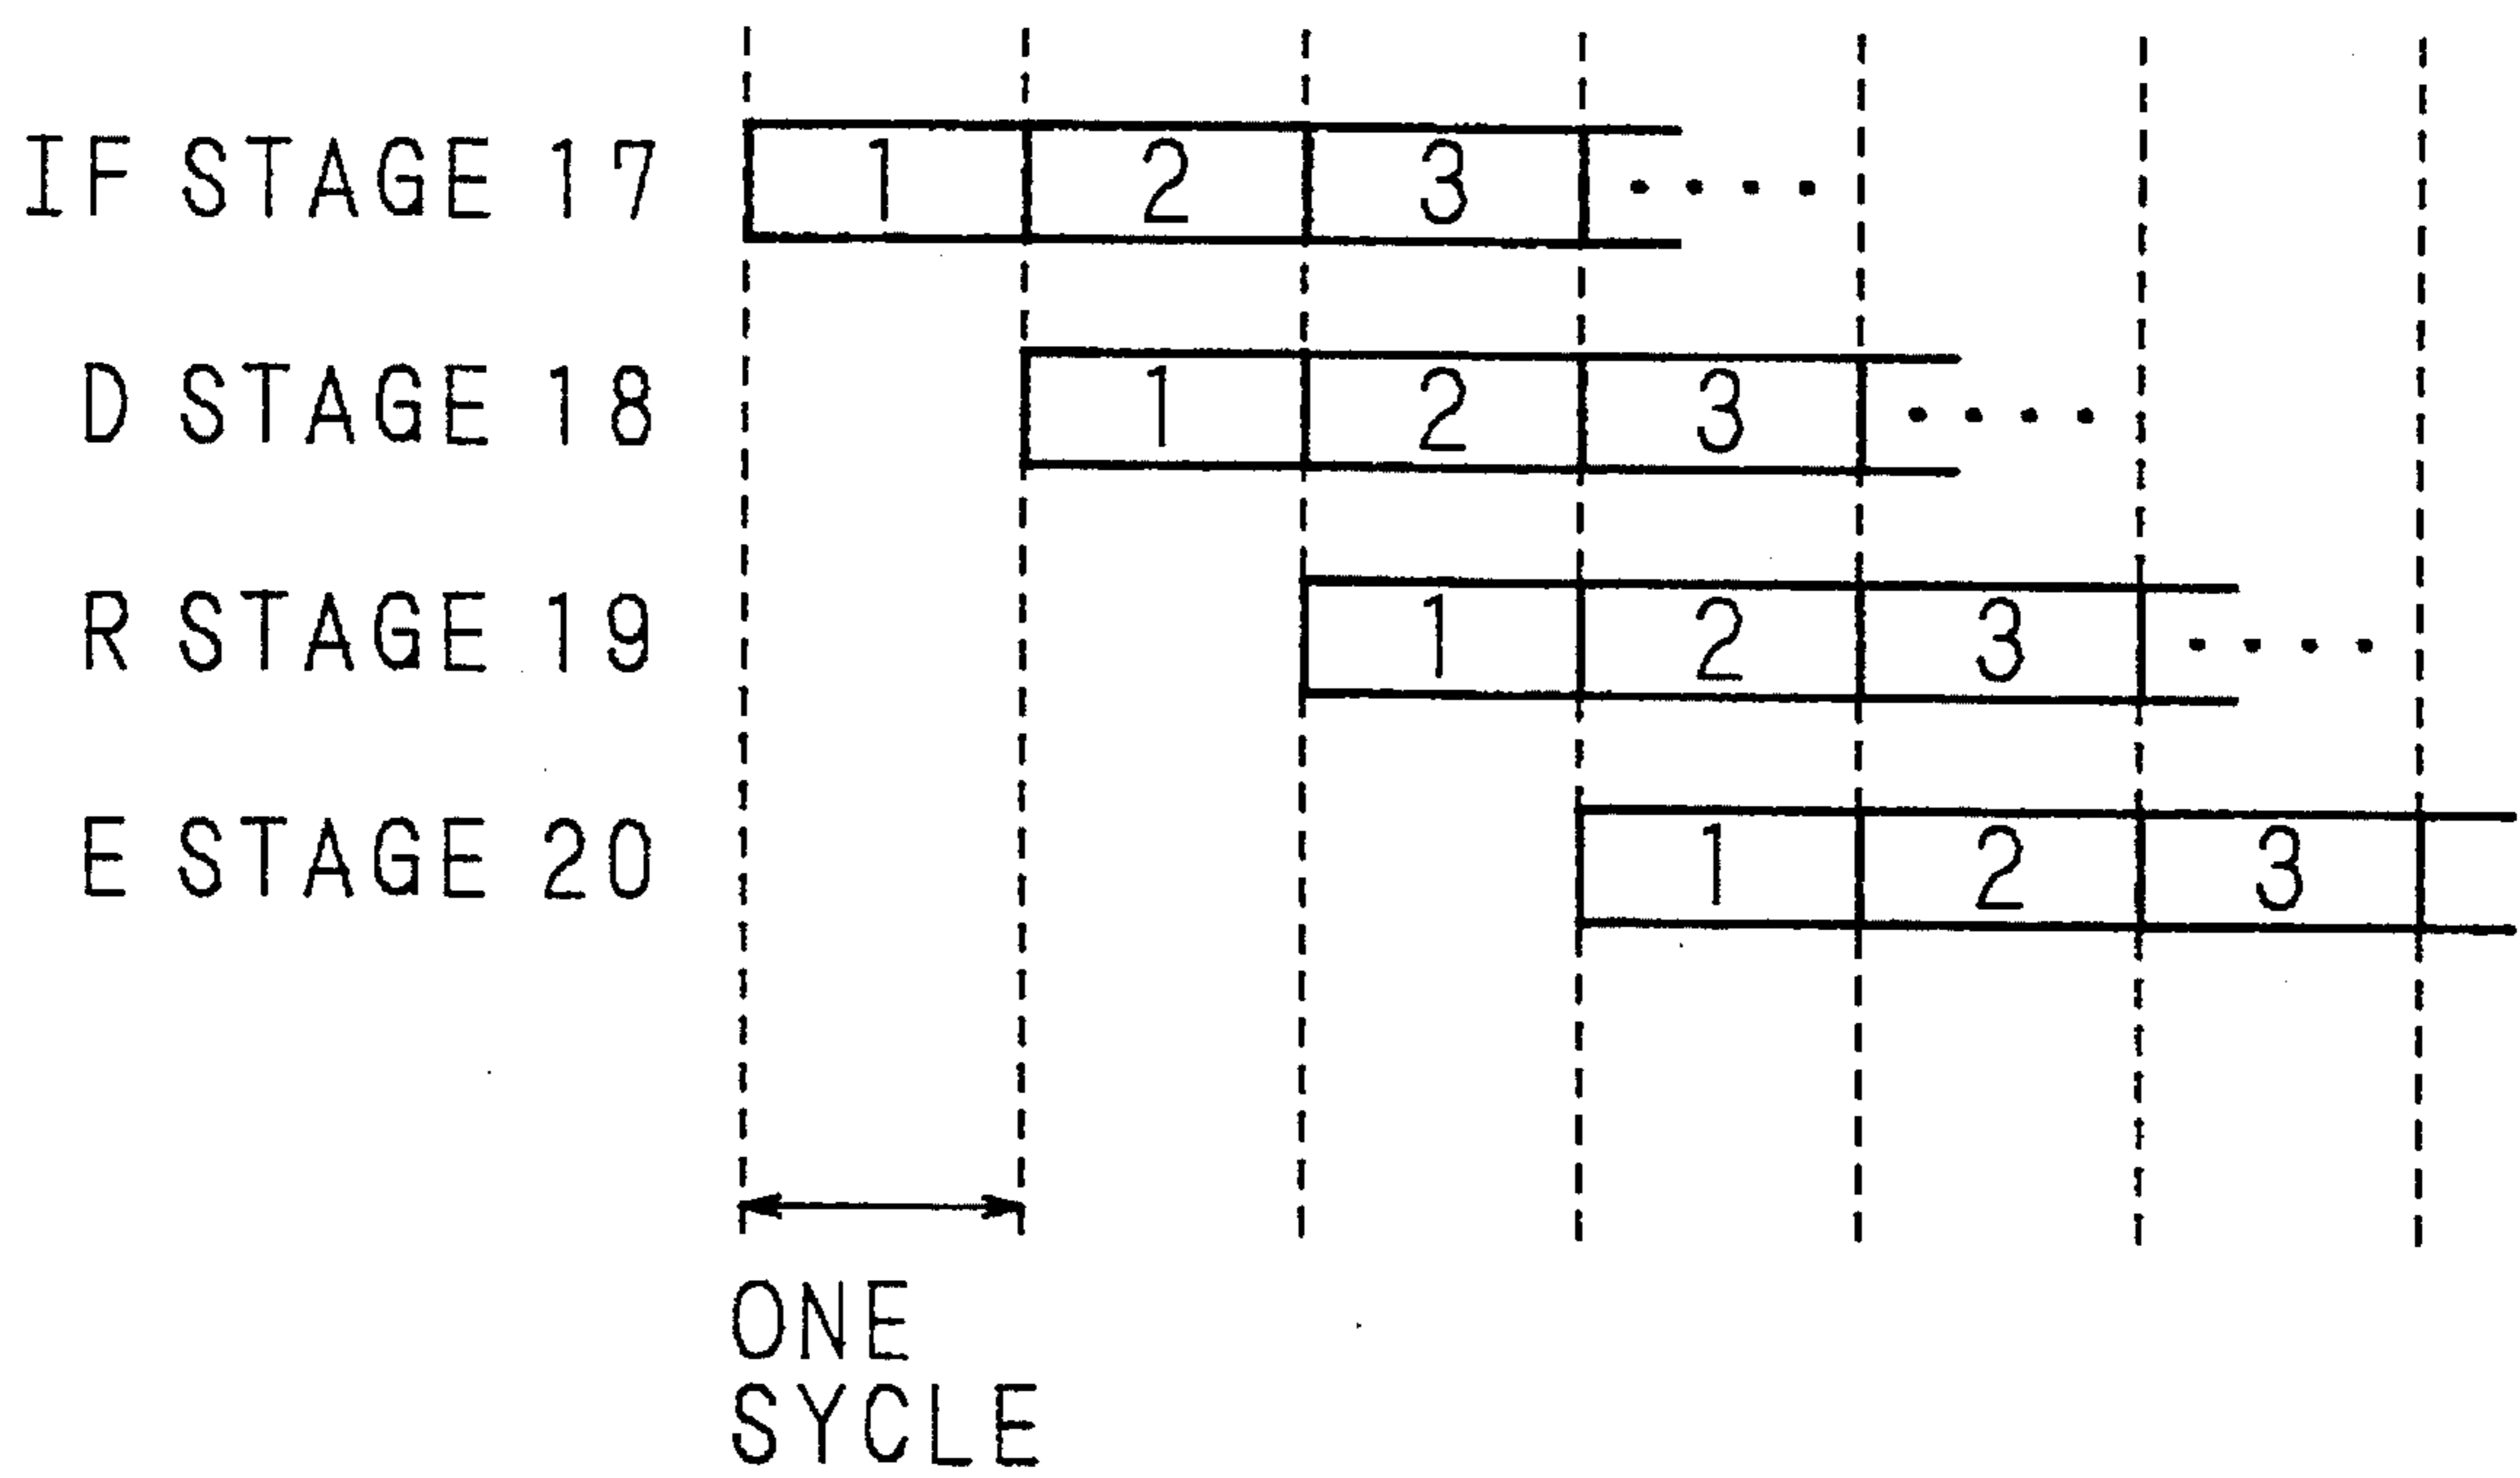 IF STAGE 17 1 2 3 ....
D STAGE 18 1 2 3 ....
R STAGE 19 1 2 3 ....
E STAGE 20 1 2 3
ONE
SYCLE